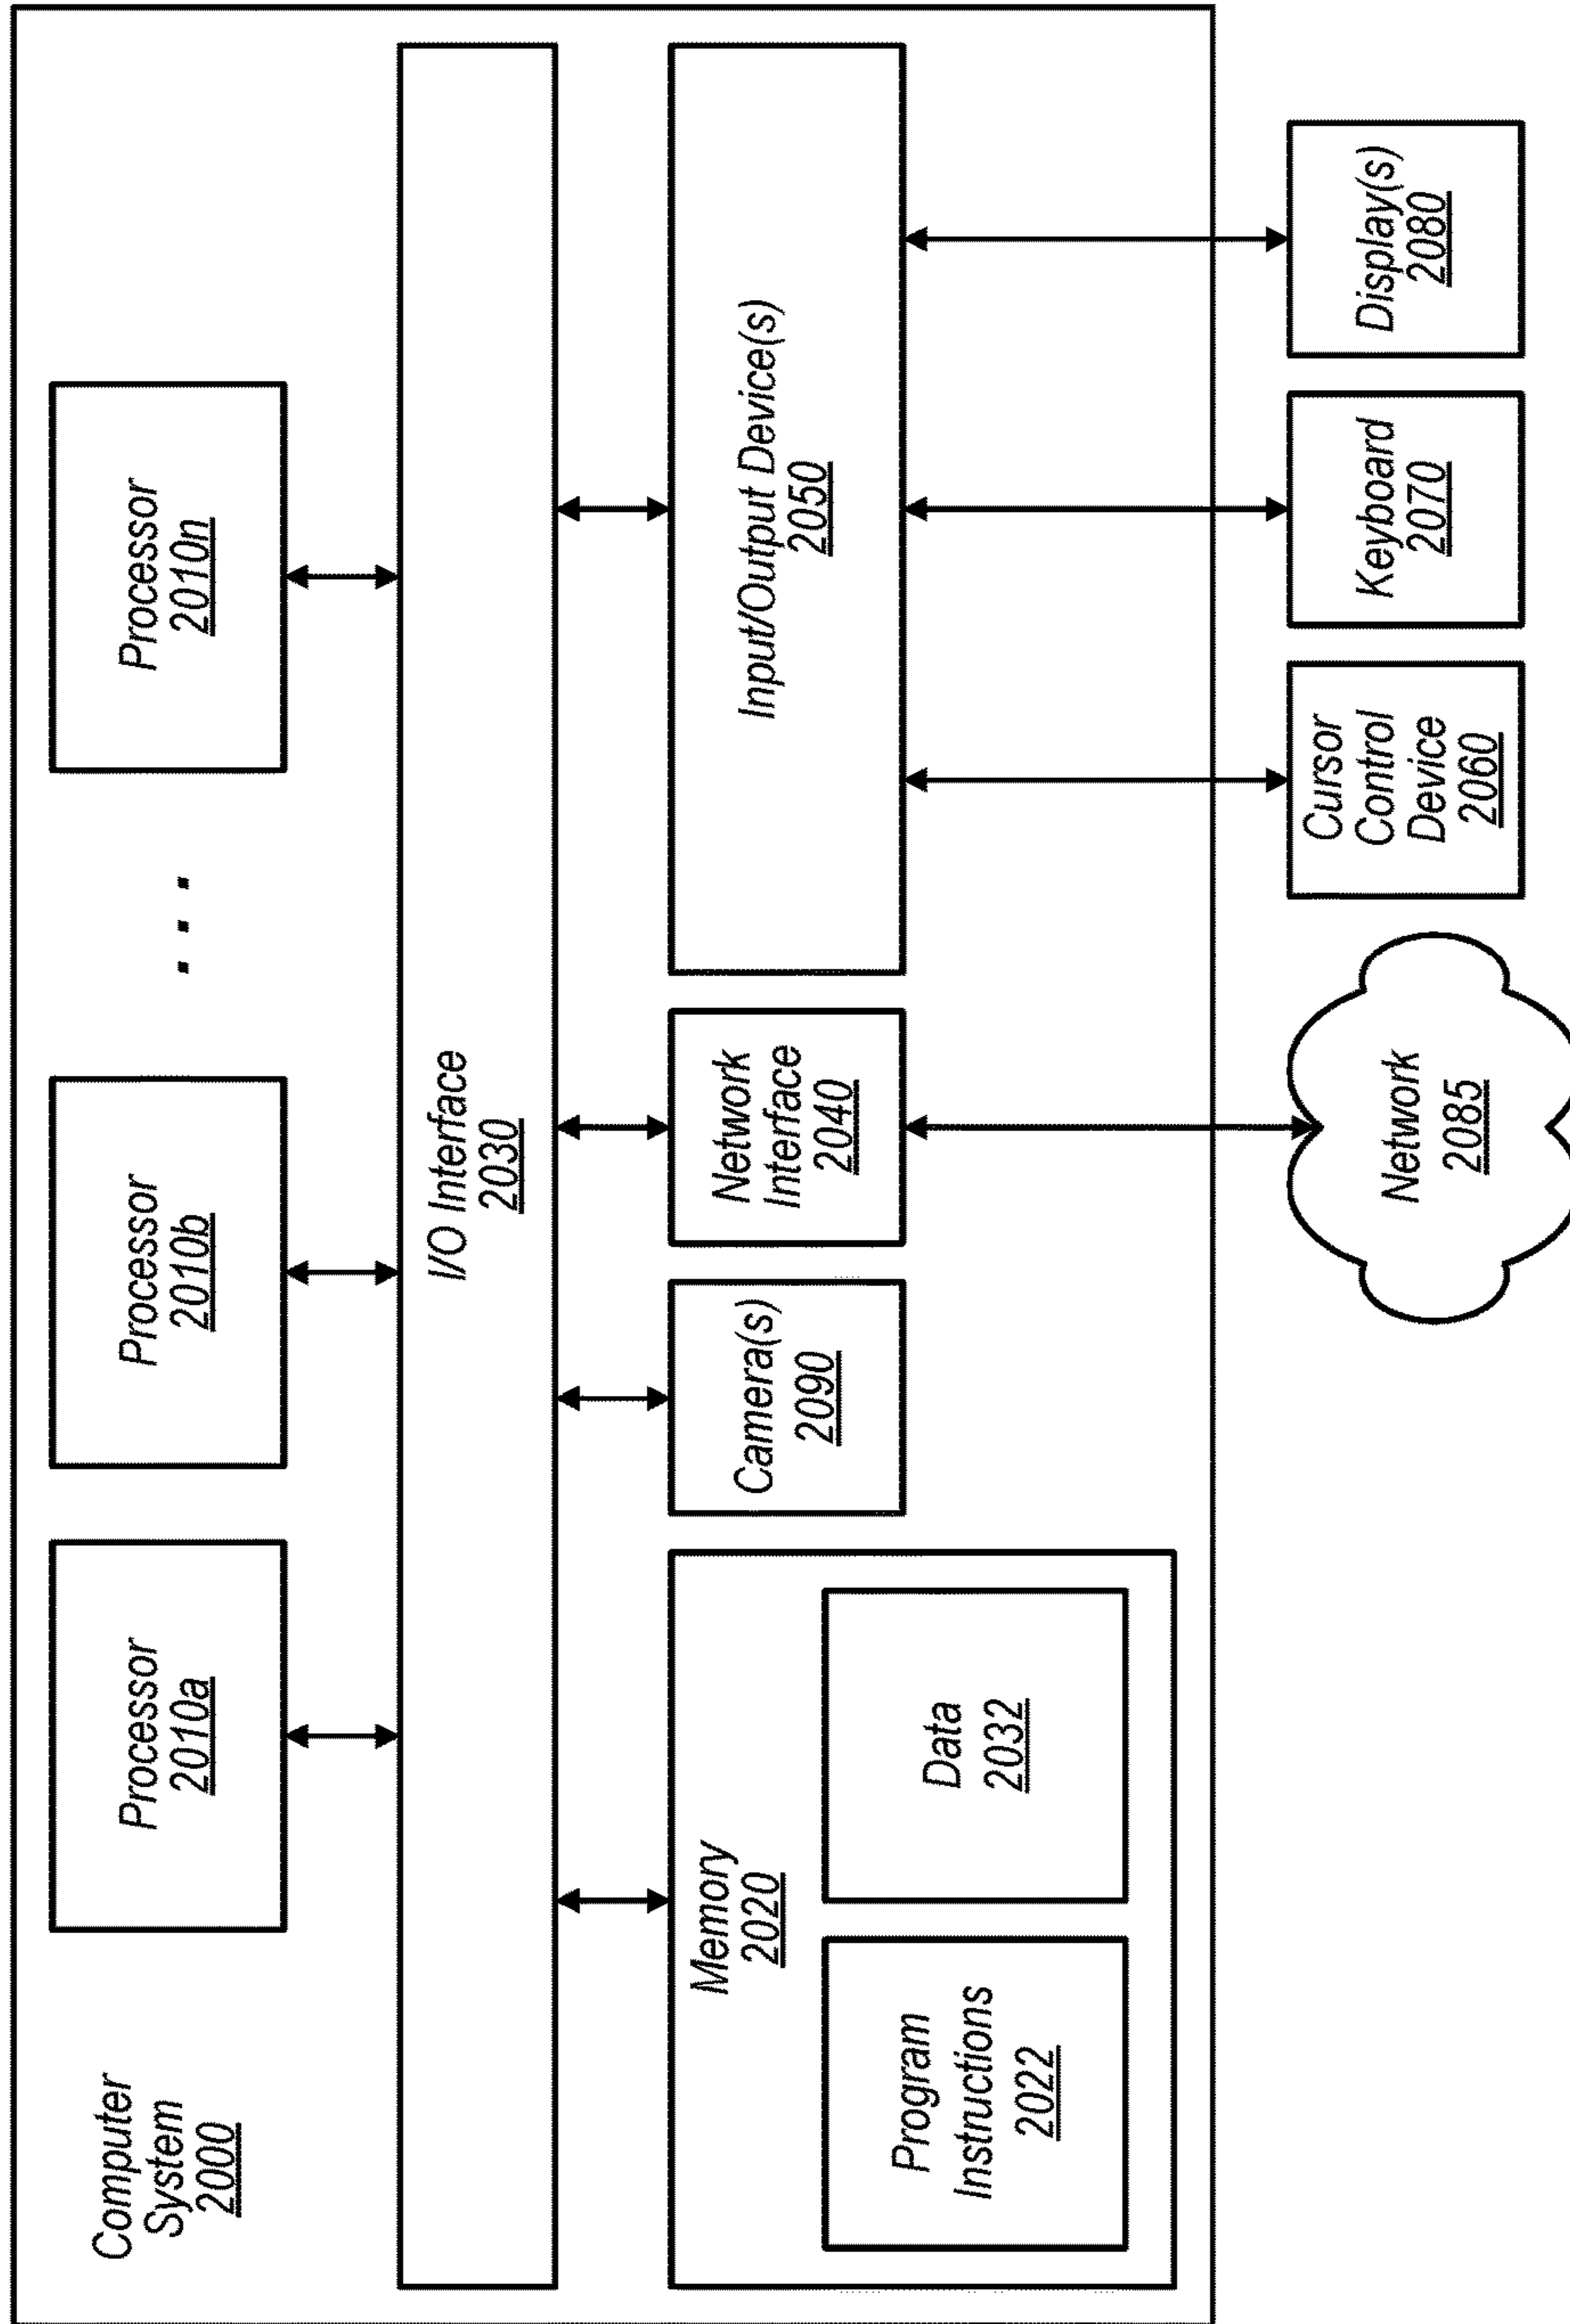 Computer
System
2000
Processor
2010a
Processor
2010b
. . .
Processor
2010n
I/O Interface
2030
Memory
2020
Program
Instructions
2022
Data
2032
Camera(s)
2090
Network
Interface
2040
Input/Output Device(s)
2050
Network
2085
Cursor
Control
Device
2060
Keyboard
2070
Display(s)
2080